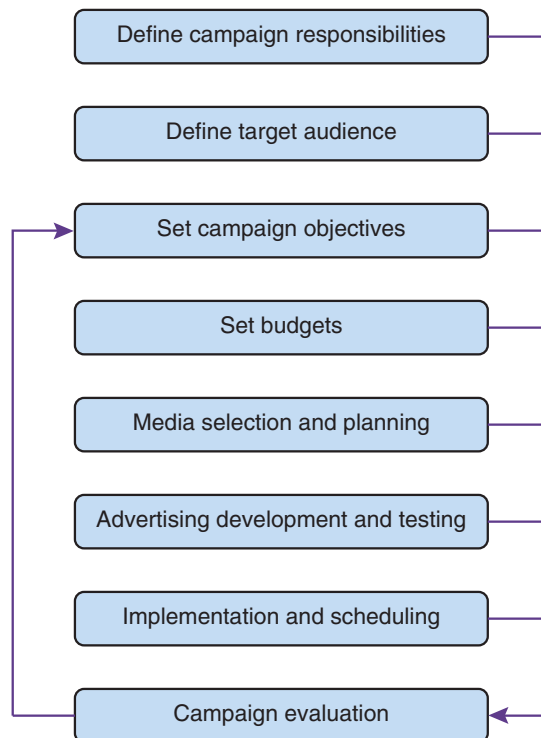 Define campaign responsibilities
Define target audience
Set campaign objectives
Set budgets
Media selection and planning
Advertising development and testing
Implementation and scheduling
Campaign evaluation